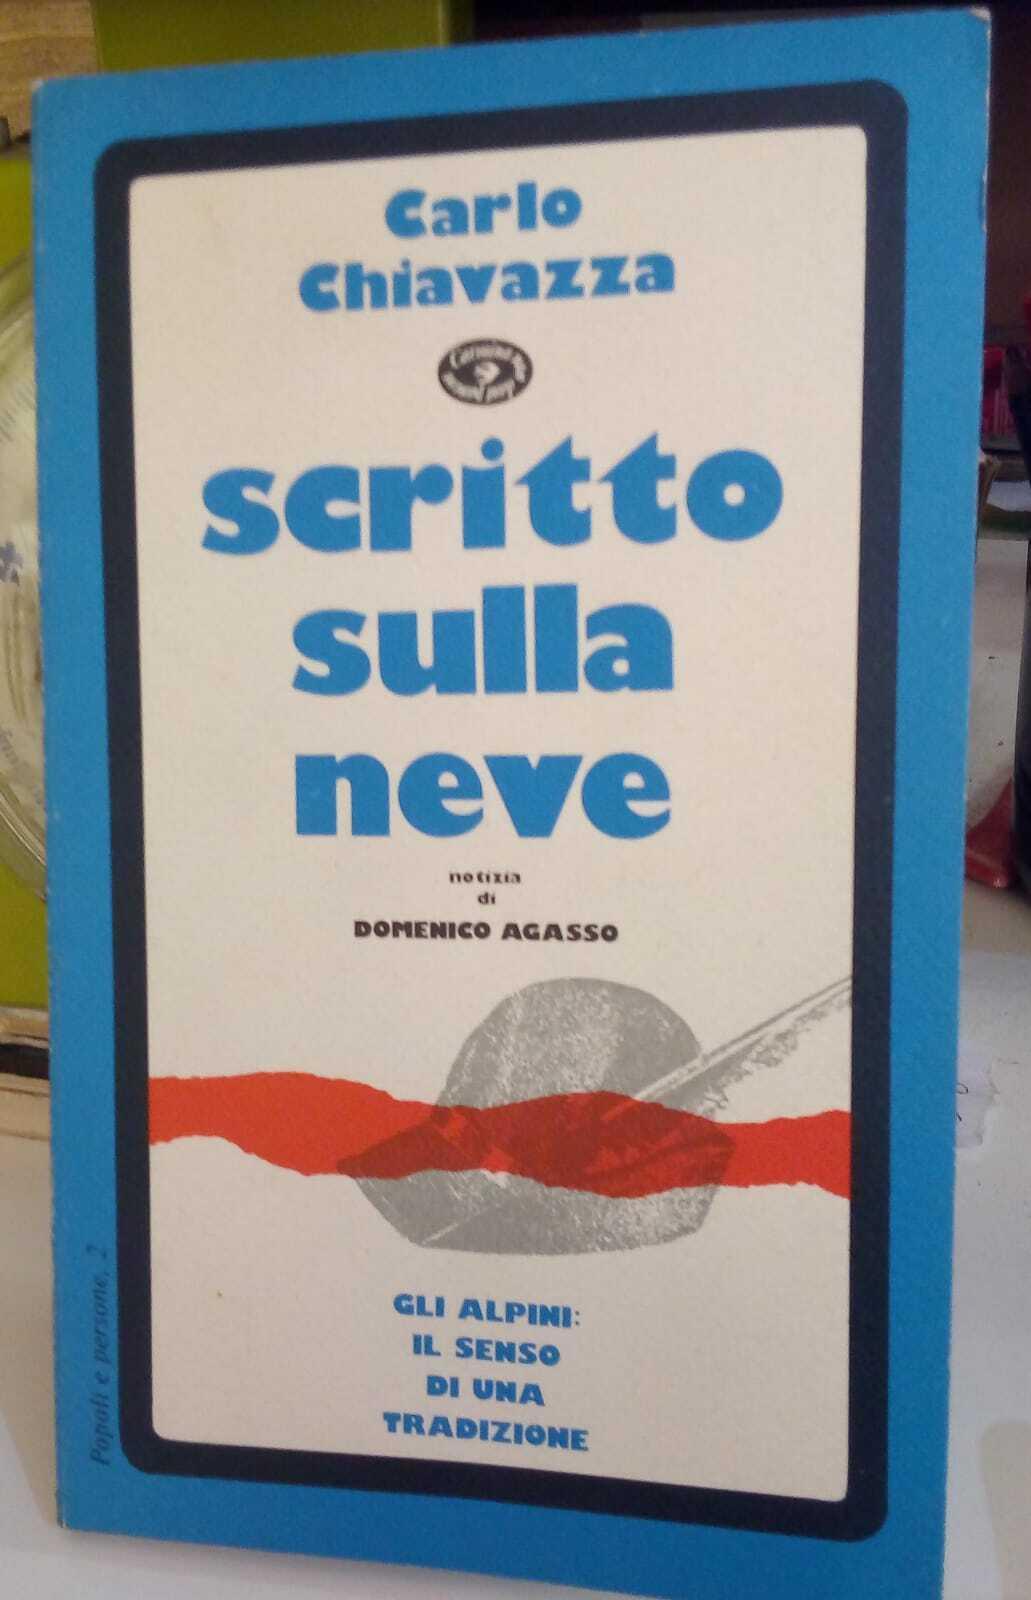 Carlo
Chiavazza
scritto
sulla
neve
notizia
di
DOMENICO AGASSO
GLI ALPINI:
IL SENSO
DI UNA
TRADIZIONE
Popoli e persone, 2